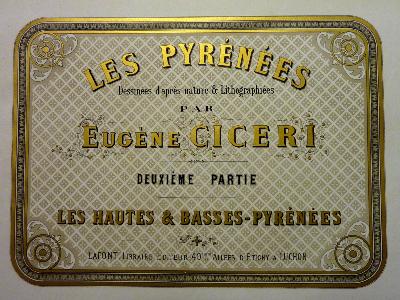 LES PYRÉNÉES
Dessinées d'après nature & Lithographiées
PAR
EUGÈNE CICERI
DEUXIÈME PARTIE
LES HAUTES & BASSES-PYRÉNÉES
LAFONT, LIBRAIRE ÉDITEUR, 40, ALLÉES D'ÉTIGNY à LUCHON